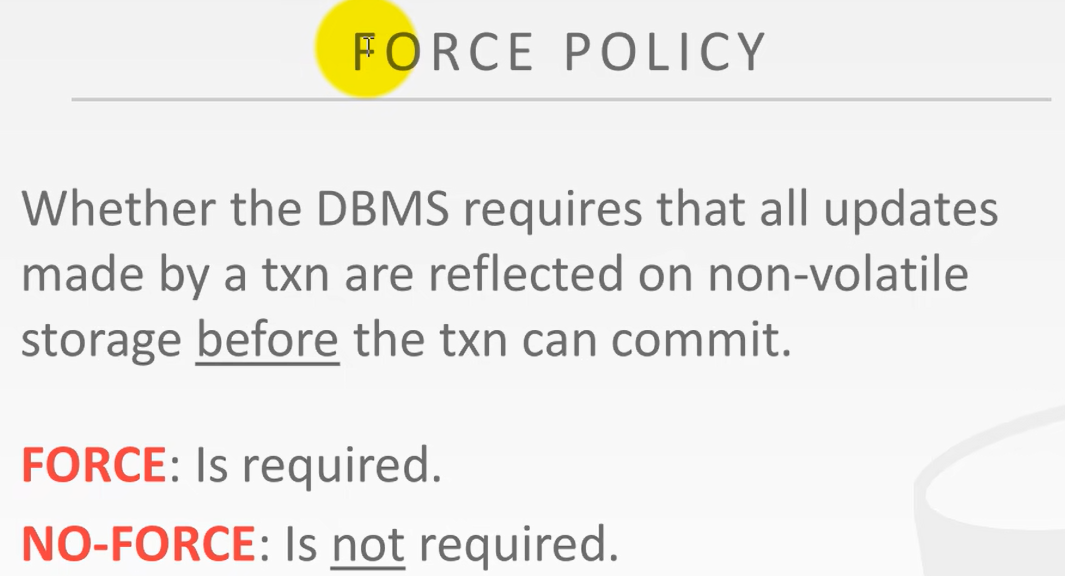 FORCE POLICY
Whether the DBMS requires that all updates
made by a txn are reflected on non-volatile
storage before the txn can commit.
FORCE: Is required.
NO-FORCE: Is not required.